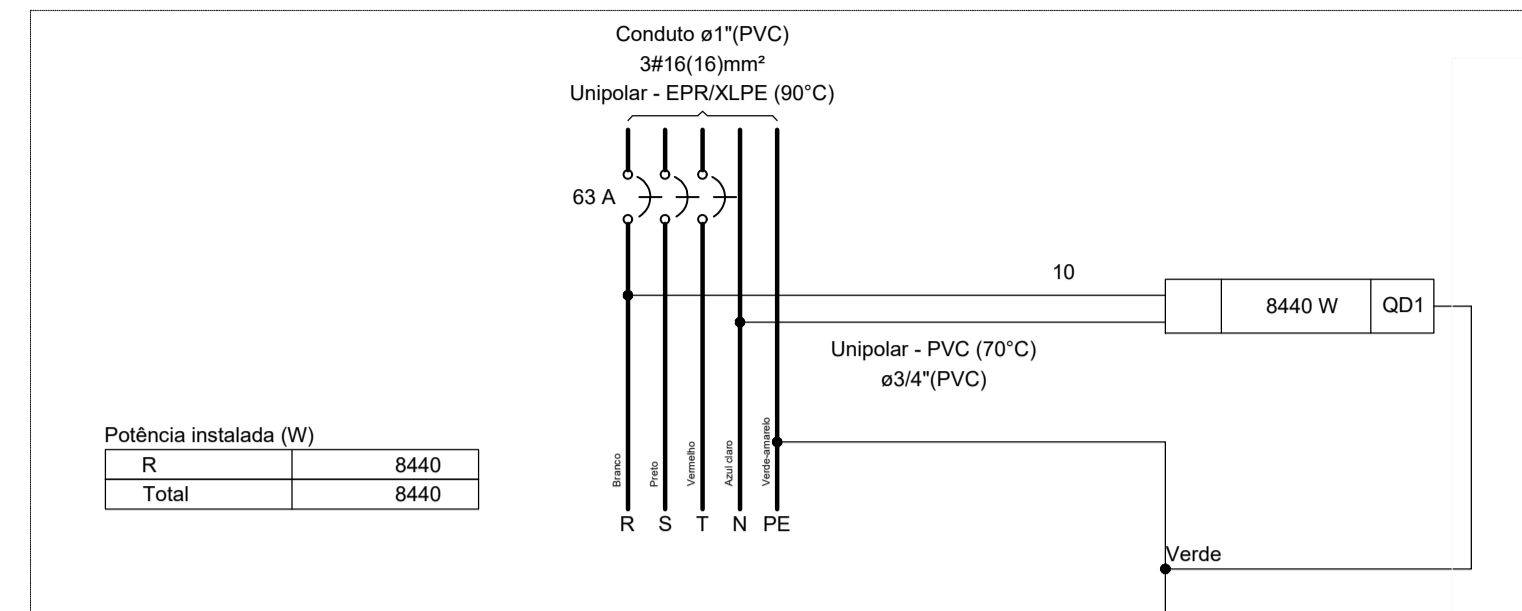 Conduto ø1"(PVC)
3#16(16)mm²
Unipolar - EPR/XLPE (90°C)
63 A
10
8440 W
QD1
Unipolar - PVC (70°C)
ø3/4"(PVC)
Potência instalada (W)
R 8440
Total 8440
Branco
Preto
Vermelho
Azul claro
Verde-amarelo
R S T N PE
Verde